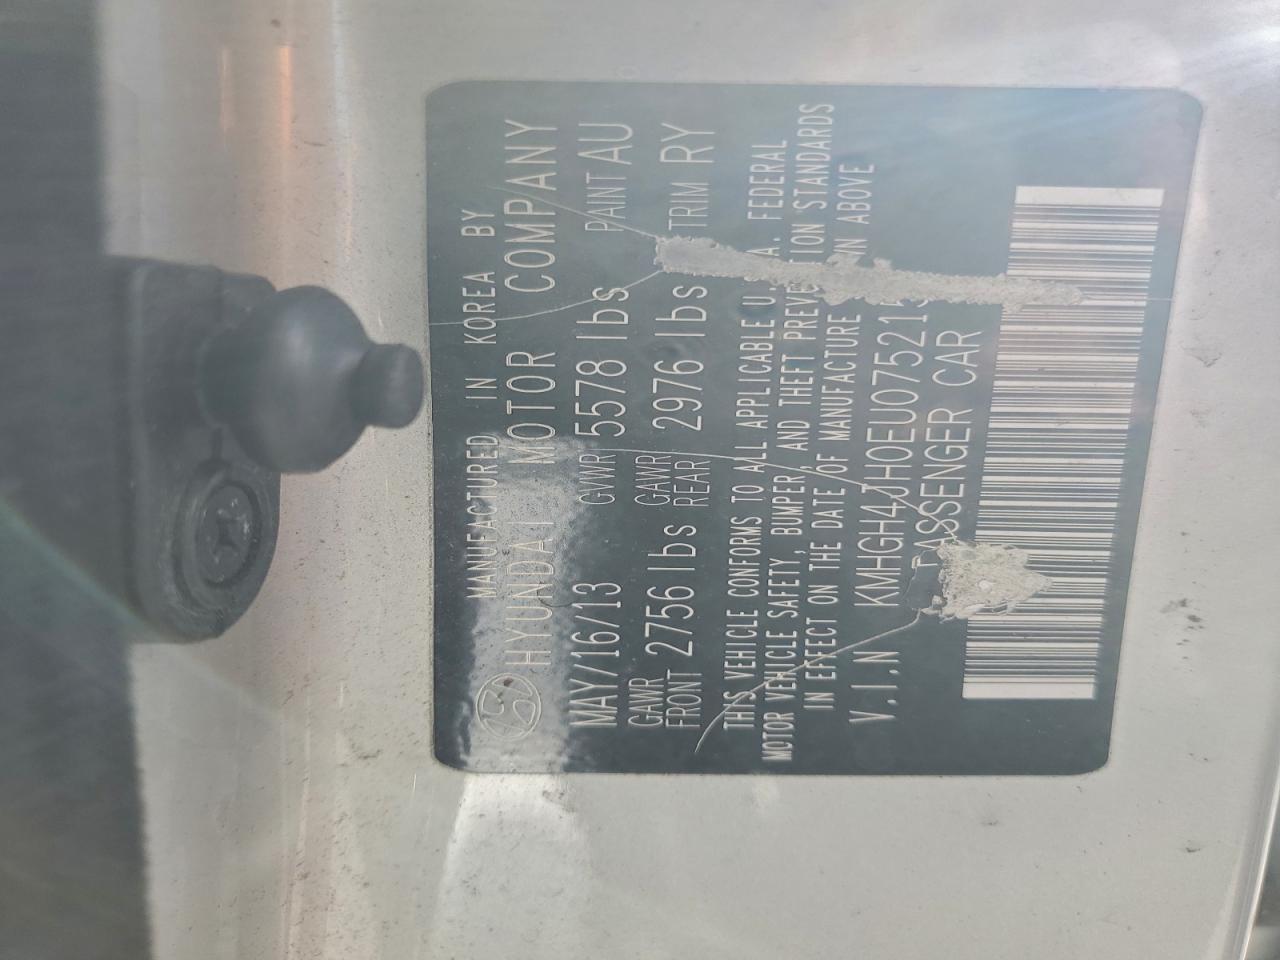 MANUFACTURED IN KOREA BY
HYUNDAI MOTOR COMPANY
MAY/16/13 GVWR 5578 lbs PAINT AU
GAWR FRONT 2756 lbs GAWR REAR 2976 lbs TRIM RY
THIS VEHICLE CONFORMS TO ALL APPLICABLE U. A. FEDERAL
MOTOR VEHICLE SAFETY, BUMPER, AND THEFT PREVE TION STANDARDS
IN EFFECT ON THE DATE OF MANUFACTURE N ABOVE
V.I.N KMHGH4JH0EU07521
PASSENGER CAR